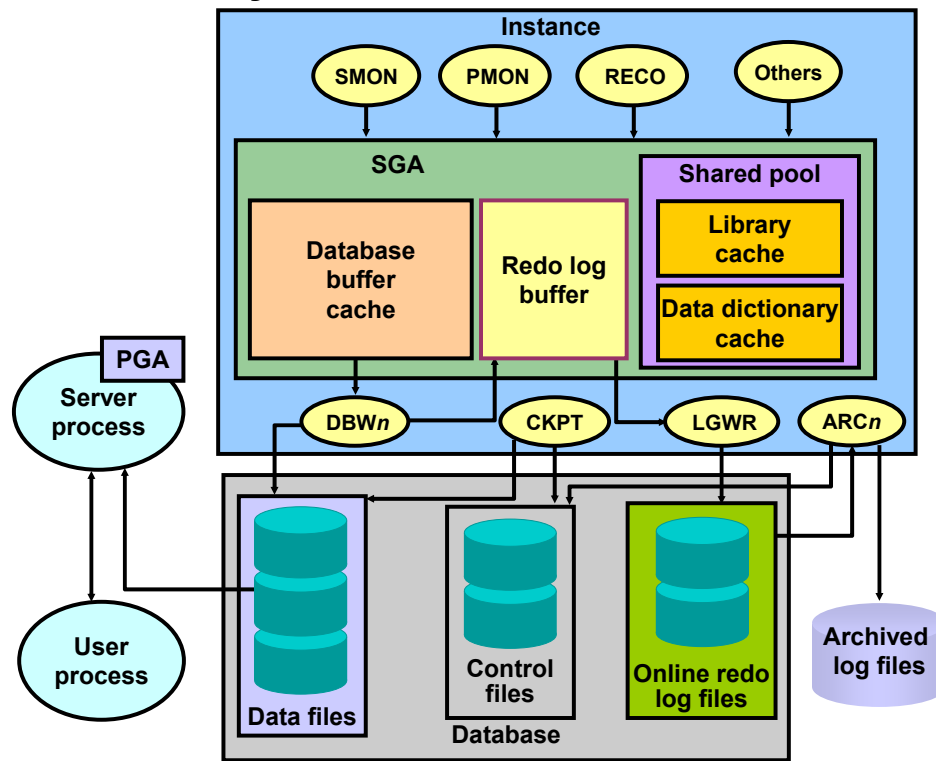 Instance
SMON
PMON
RECO
Others
SGA
Shared pool
Database
buffer
cache
Redo log
buffer
Library
cache
Data dictionary
cache
PGA
Server
process
DBWn
CKPT
LGWR
ARCn
User
process
Data files
Control
files
Online redo
log files
Archived
log files
Database